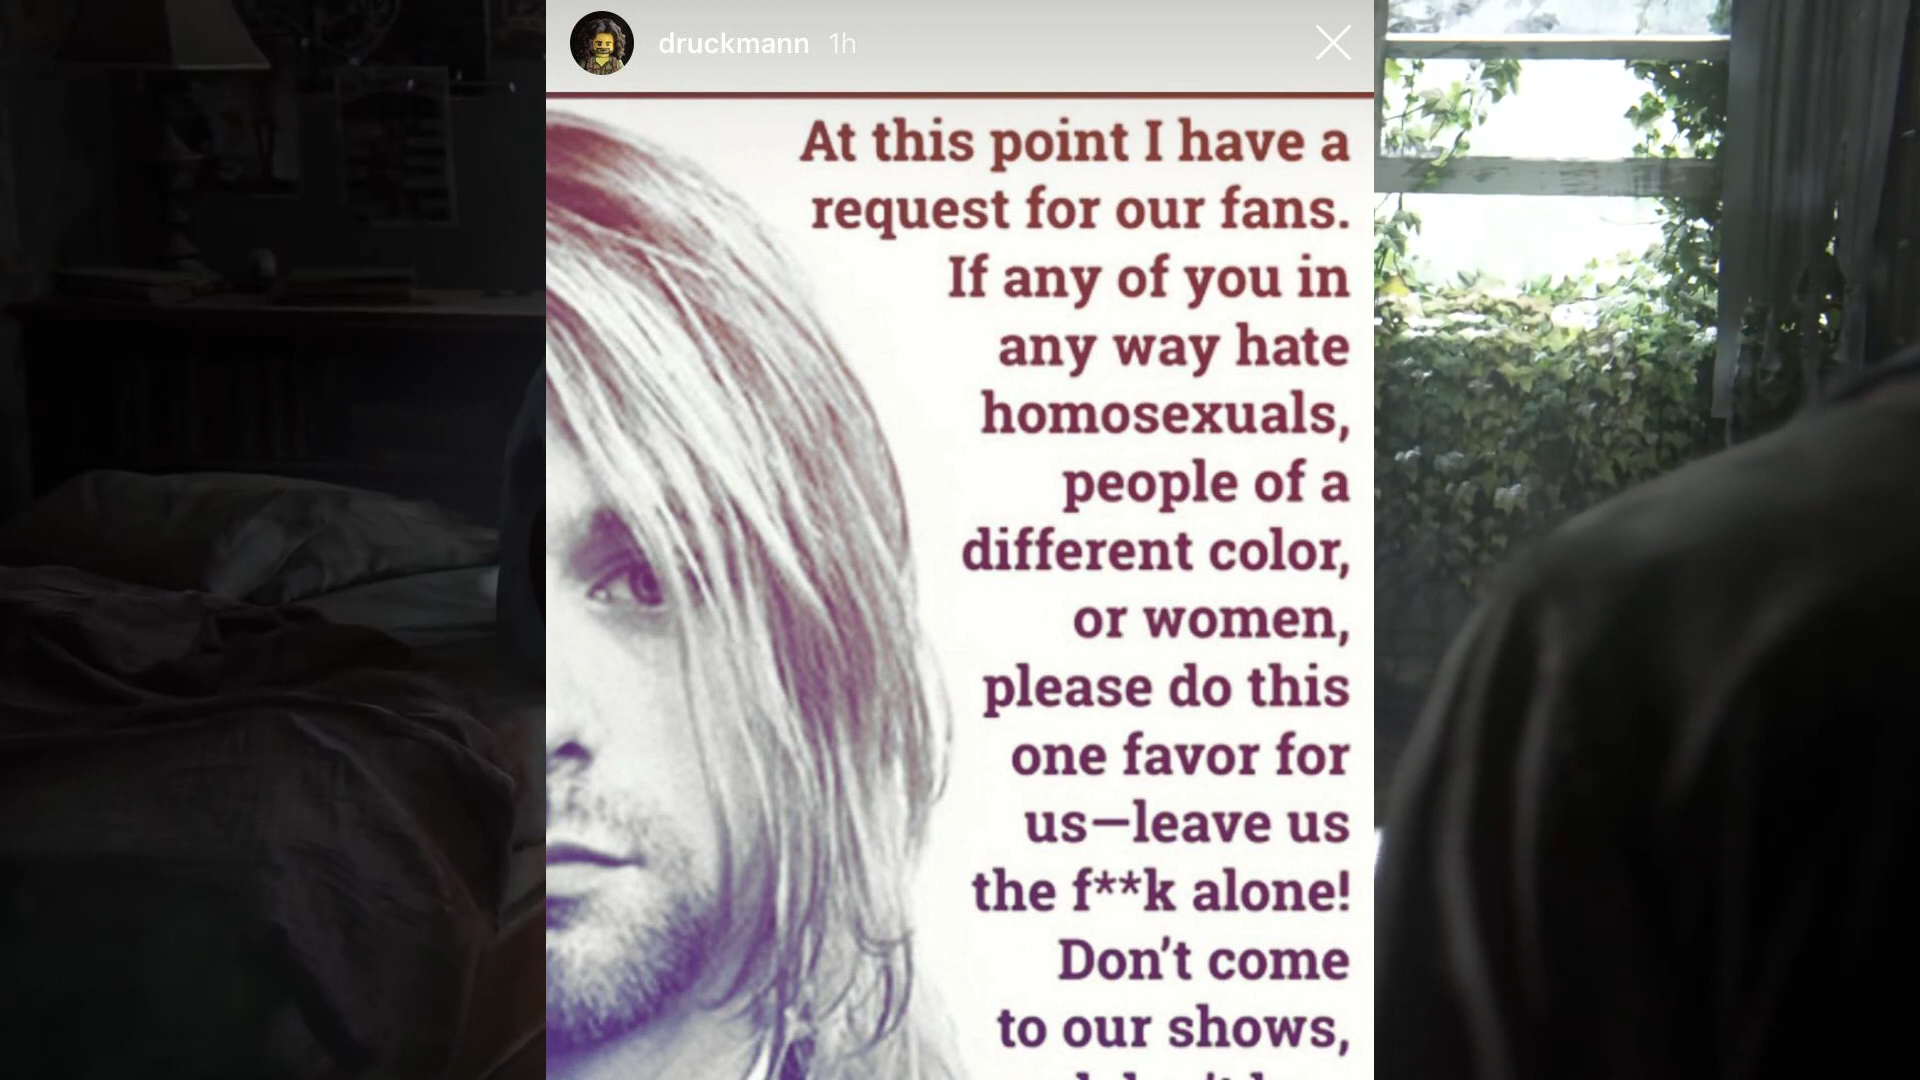 druckmann 1h
At this point I have a
request for our fans.
If any of you in
any way hate
homosexuals,
people of a
different color,
or women,
please do this
one favor for
us—leave us
the f**k alone!
Don’t come
to our shows,